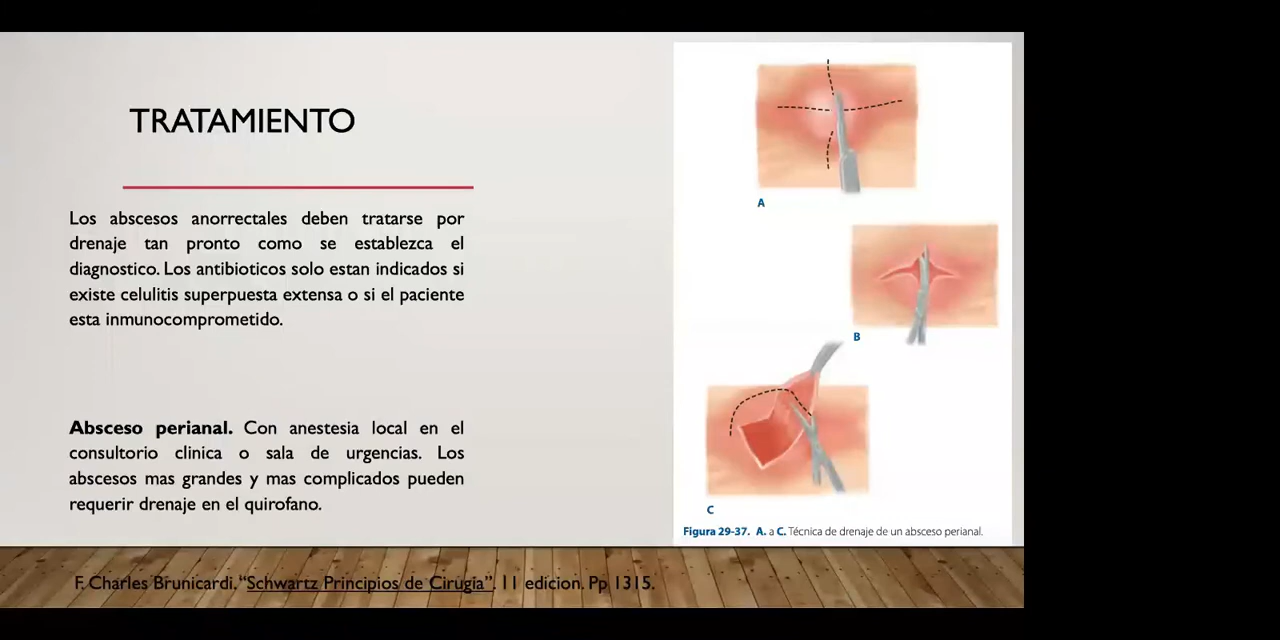 TRATAMIENTO
Los abscesos anorrectales deben tratarse por
drenaje tan pronto como se establezca el
diagnostico. Los antibioticos solo estan indicados si
existe celulitis superpuesta extensa o si el paciente
esta inmunocomprometido.
Absceso perianal. Con anestesia local en el
consultorio clinica o sala de urgencias. Los
abscesos mas grandes y mas complicados pueden
requerir drenaje en el quirofano.
A
B
C
Figura 29-37. A. a C. Técnica de drenaje de un absceso perianal.
F. Charles Brunicardi. “Schwartz Principios de Cirugia”. 11 edicion. Pp 1315.